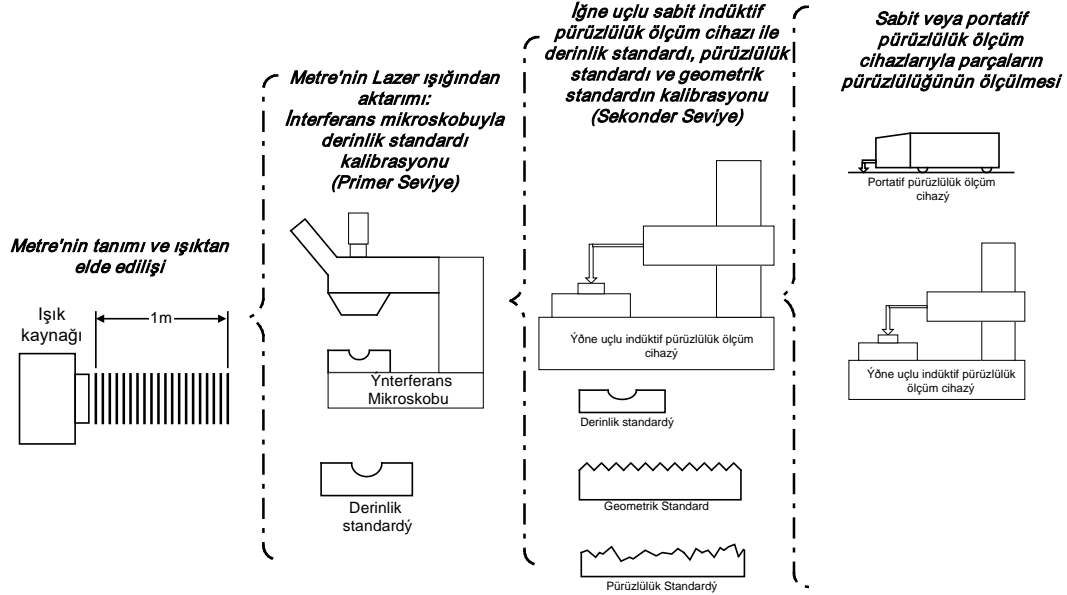 Metre'nin tanımı ve ışıktan
elde edilişi
Işık
kaynağı
1m
Metre'nin Lazer ışığından
aktarımı:
İnterferans mikroskobuyla
derinlik standardı
kalibrasyonu
(Primer Seviye)
Ýnterferans
Mikroskobu
Derinlik
standardý
İğne uçlu sabit indüktif
pürüzlülük ölçüm cihazı ile
derinlik standardı, pürüzlülük
standardı ve geometrik
standardın kalibrasyonu
(Sekonder Seviye)
Ýðne uçlu indüktif pürüzlülük ölçüm
cihazý
Derinlik standardý
Geometrik Standard
Pürüzlülük Standardý
Sabit veya portatif
pürüzlülük ölçüm
cihazlarıyla parçaların
pürüzlülüğünün ölçülmesi
Portatif pürüzlülük ölçüm
cihazý
Ýðne uçlu indüktif pürüzlülük
ölçüm cihazý